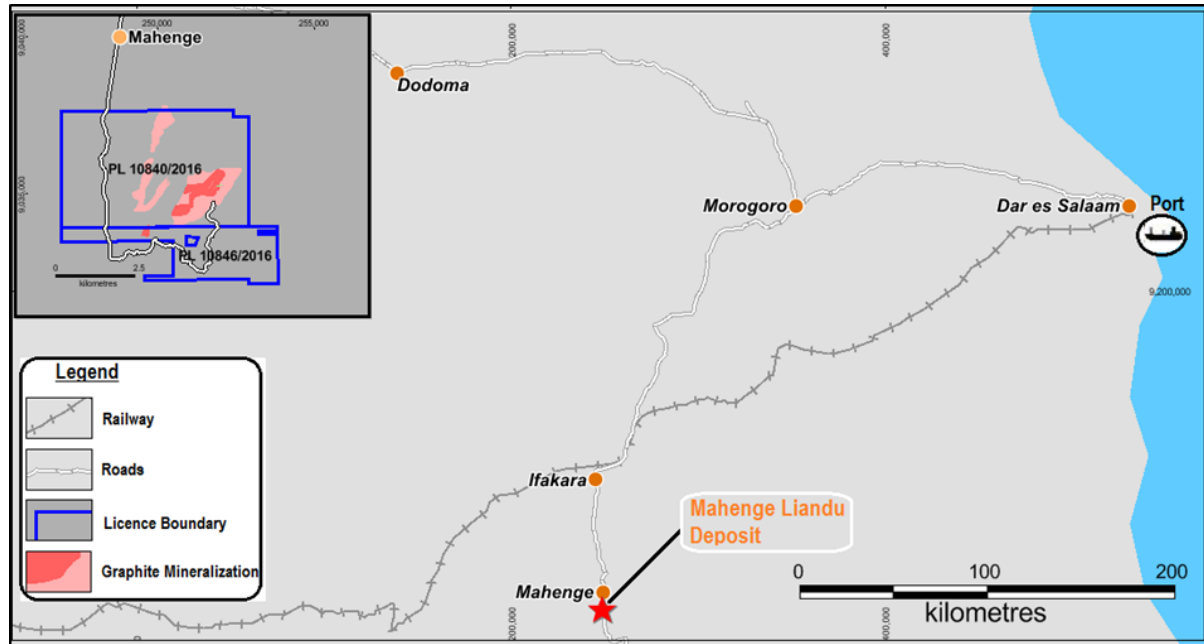 250,000
255,000
9,040,000
Mahenge
PL 10840/2016
9,035,000
PL 10846/2016
0 2.5
kilometres
200,000
400,000
Dodoma
Morogoro
Dar es Salaam
Port
9,200,000
Legend
Railway
Roads
Licence Boundary
Graphite Mineralization
Ifakara
Mahenge Liandu
Deposit
Mahenge
0 100 200
kilometres
200,000